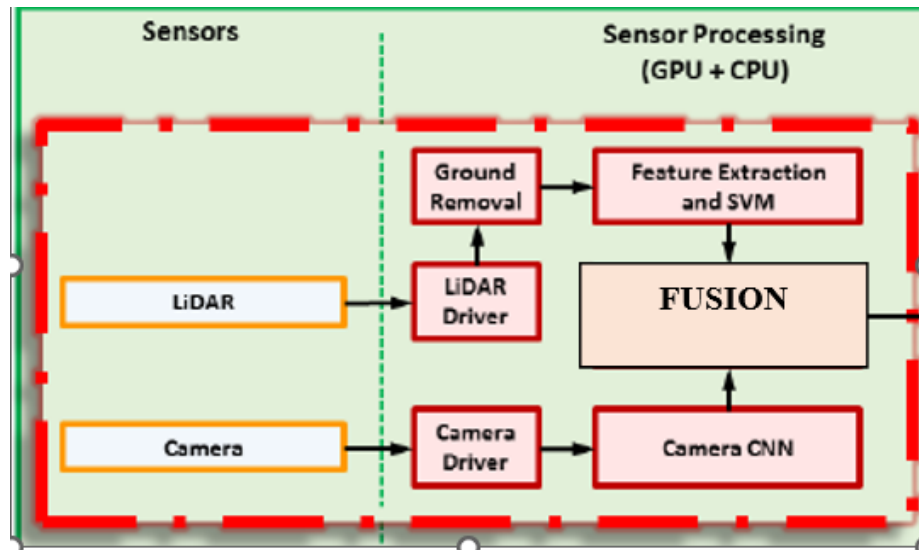 Sensors
Sensor Processing
(GPU + CPU)
Ground
Removal
Feature Extraction
and SVM
LiDAR
LiDAR
Driver
FUSION
Camera
Camera
Driver
Camera CNN